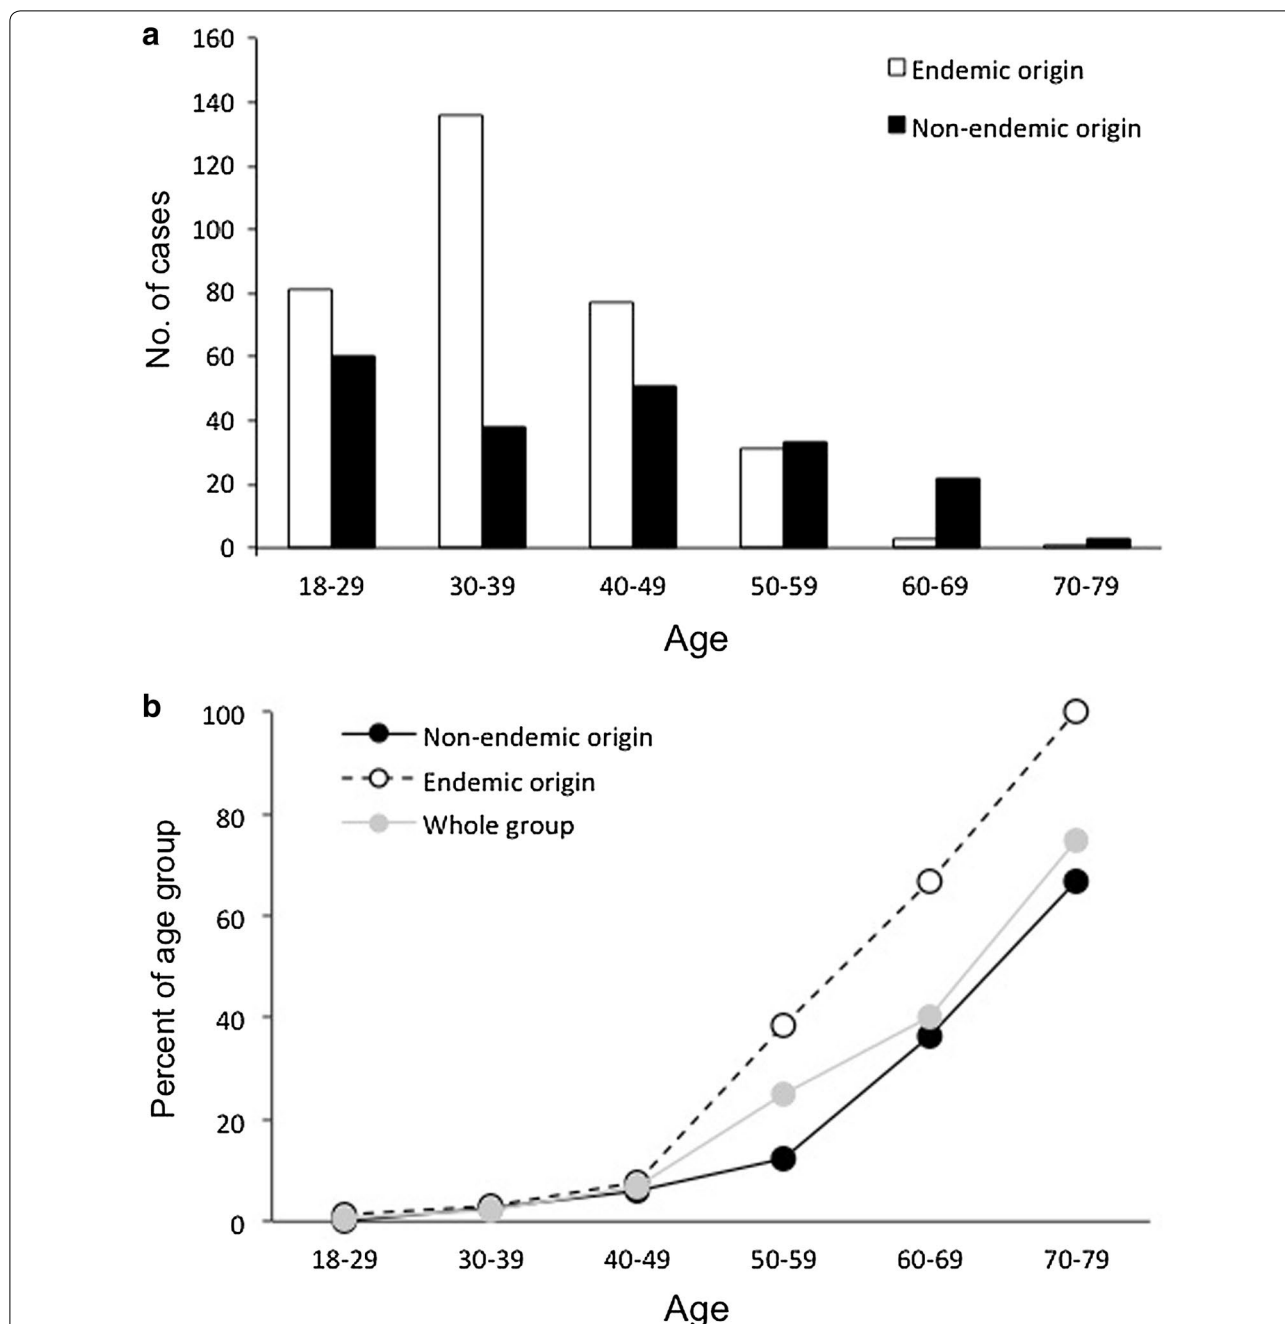 a
160
140
120
100
80
60
40
20
0
No. of cases
Endemic origin
Non-endemic origin
18-29 30-39 40-49 50-59 60-69 70-79
Age
b
100
80
60
40
20
0
Percent of age group
Non-endemic origin
Endemic origin
Whole group
18-29 30-39 40-49 50-59 60-69 70-79
Age